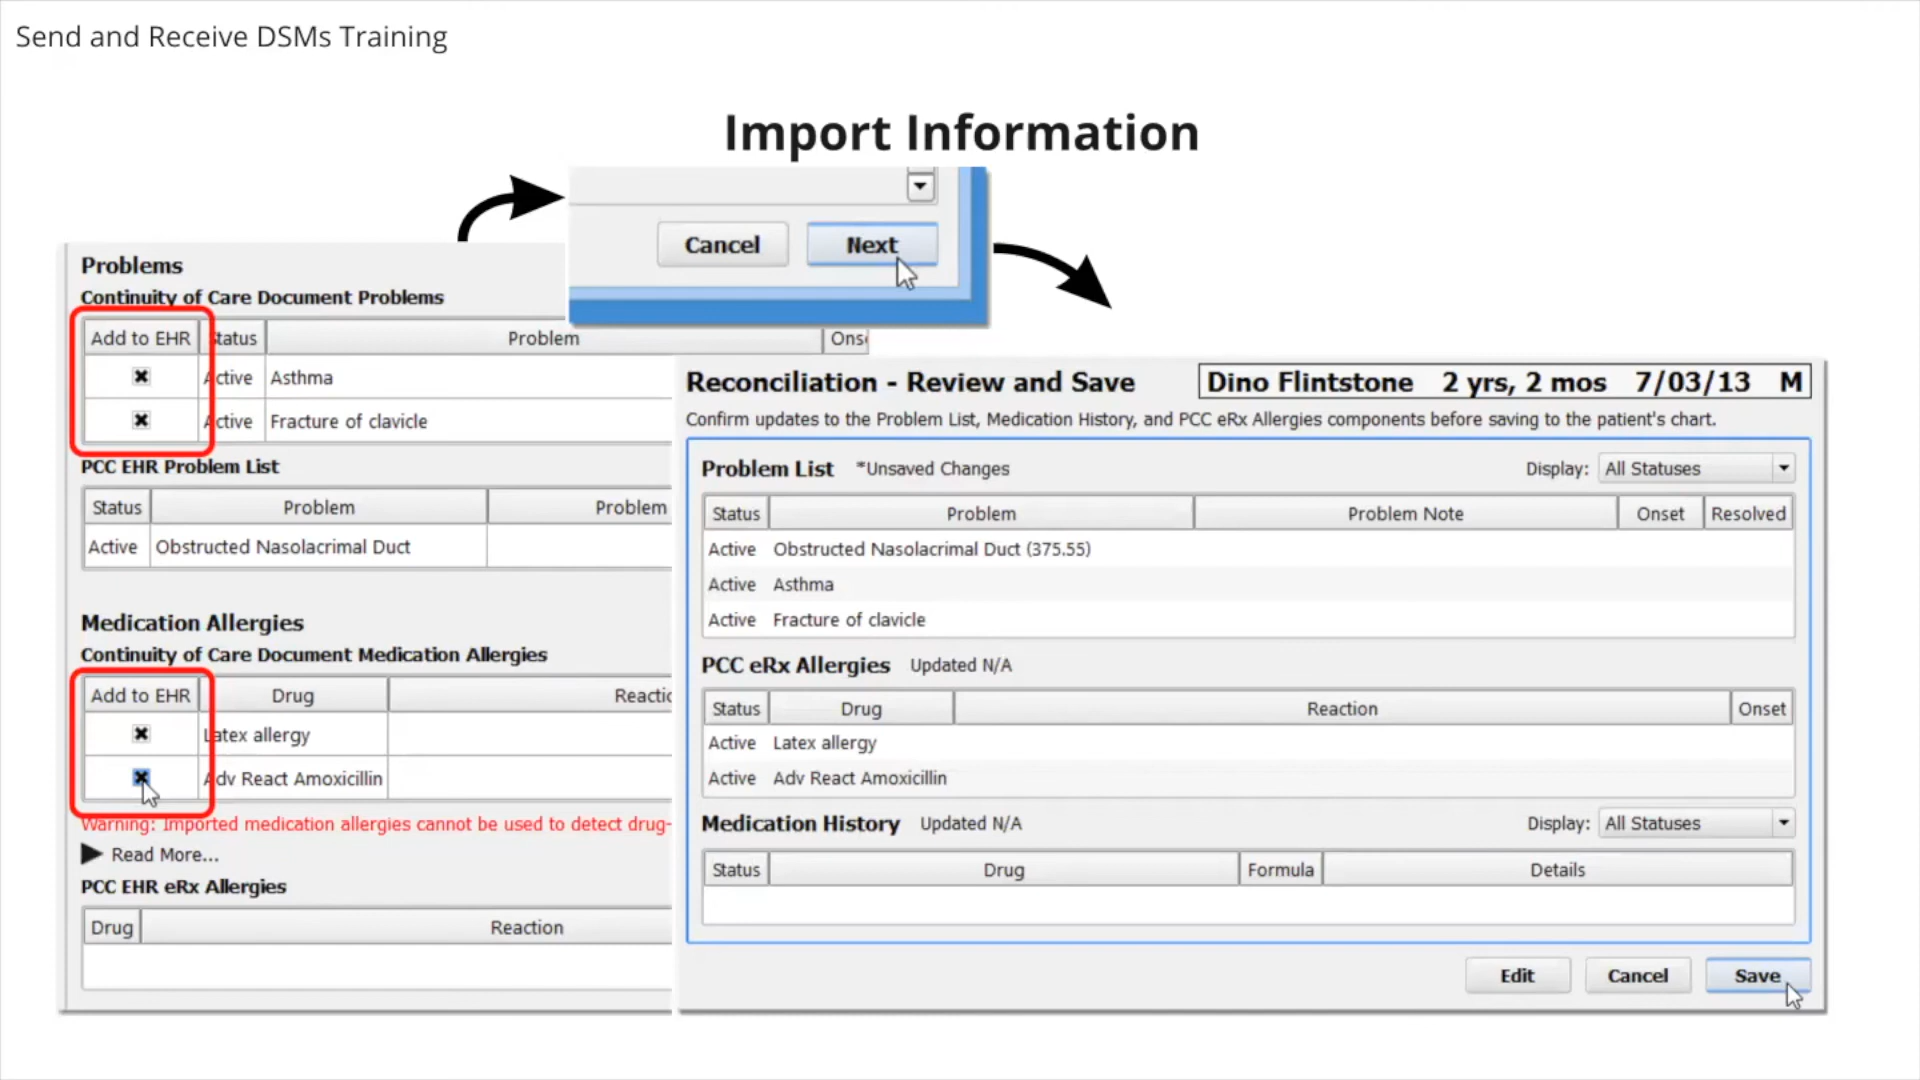 Send and Receive DSMs Training
Import Information
Cancel Next
Problems
Continuity of Care Document Problems
Add to EHR Status Problem
Active Asthma
Active Fracture of clavicle
PCC EHR Problem List
Status Problem Problem
Active Obstructed Nasolacrimal Duct
Medication Allergies
Continuity of Care Document Medication Allergies
Add to EHR Drug
Latex allergy
Adv React Amoxicillin
Warning: Imported medication allergies cannot be used to detect drug-
Read More...
PCC EHR eRx Allergies
Drug Reaction
Reconciliation - Review and Save Dino Flintstone 2 yrs, 2 mos 7/03/13 M
Confirm updates to the Problem List, Medication History, and PCC eRx Allergies components before saving to the patient's chart.
Problem List *Unsaved Changes Display: All Statuses
Status Problem Problem Note Onset Resolved
Active Obstructed Nasolacrimal Duct (375.55)
Active Asthma
Active Fracture of clavicle
PCC eRx Allergies Updated N/A
Status Drug Reaction Onset
Active Latex allergy
Active Adv React Amoxicillin
Medication History Updated N/A Display: All Statuses
Status Drug Formula Details
Edit Cancel Save